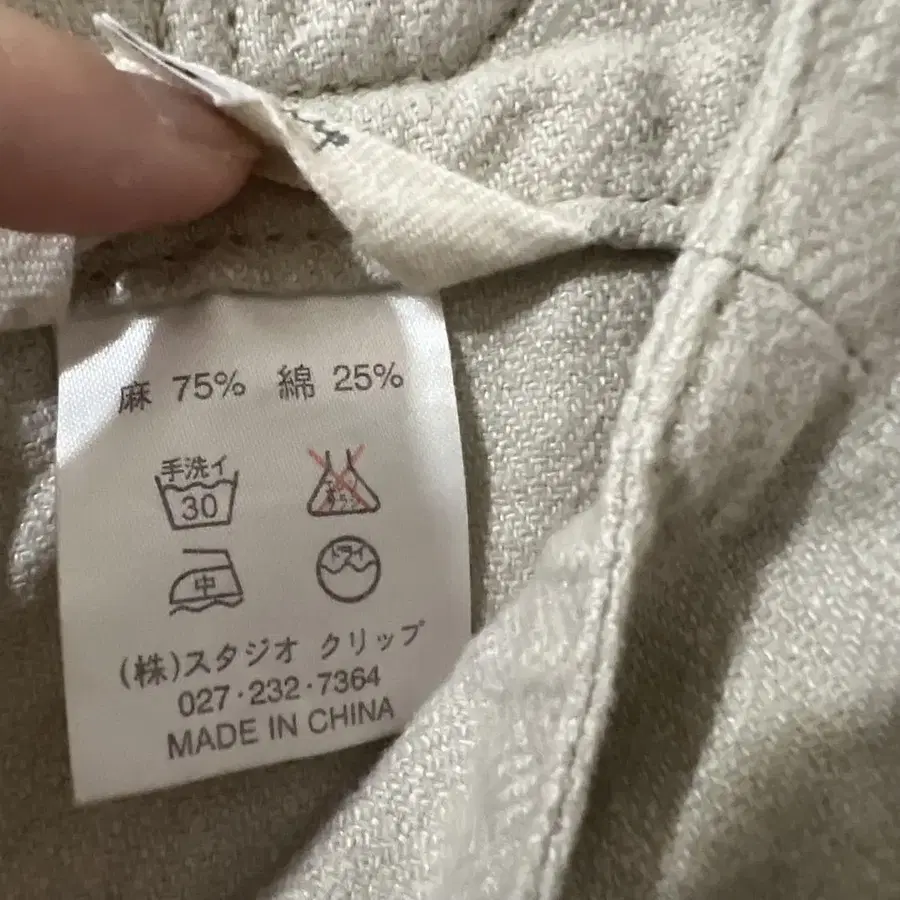 麻 75% 綿 25%
手洗イ
30
中
ドライ
(株)スタジオ クリップ
027·232·7364
MADE IN CHINA